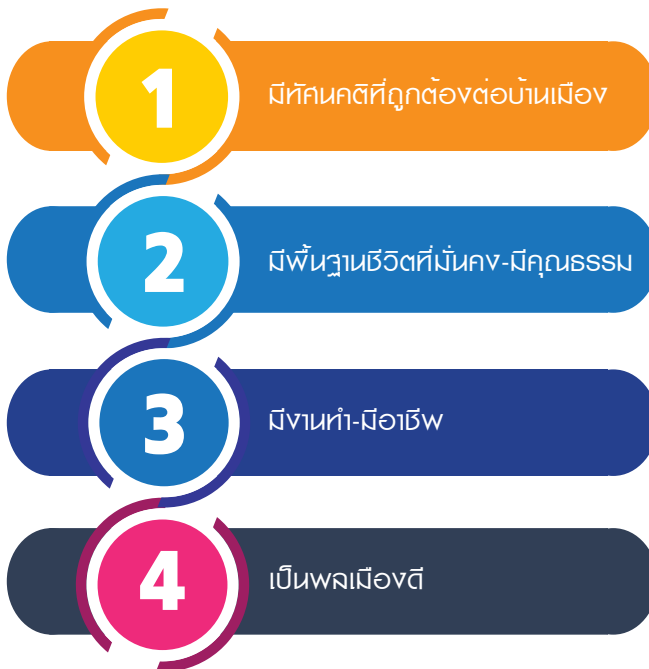 1
มีทัศนคติที่ถูกต้องต่อบ้านเมือง
2
มีพื้นฐานชีวิตที่มั่นคง-มีคุณธรรม
3
มีงานทำ-มีอาชีพ
4
เป็นพลเมืองดี